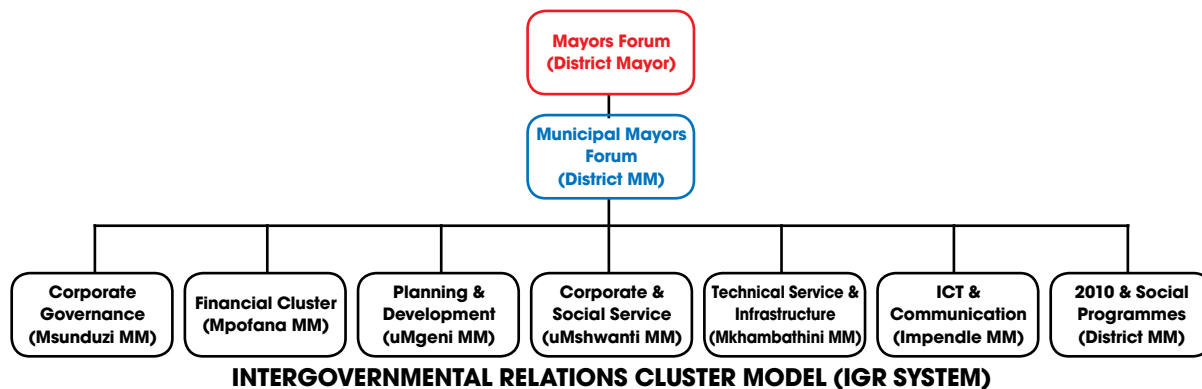 Mayors Forum
(District Mayor)
Municipal Mayors
Forum
(District MM)
Corporate
Governance
(Msunduzi MM)
Financial Cluster
(Mpofana MM)
Planning &
Development
(uMgeni MM)
Corporate &
Social Service
(uMshwanti MM)
Technical Service &
Infrastructure
(Mkhambathini MM)
ICT &
Communication
(Impendle MM)
2010 & Social
Programmes
(District MM)
INTERGOVERNMENTAL RELATIONS CLUSTER MODEL (IGR SYSTEM)